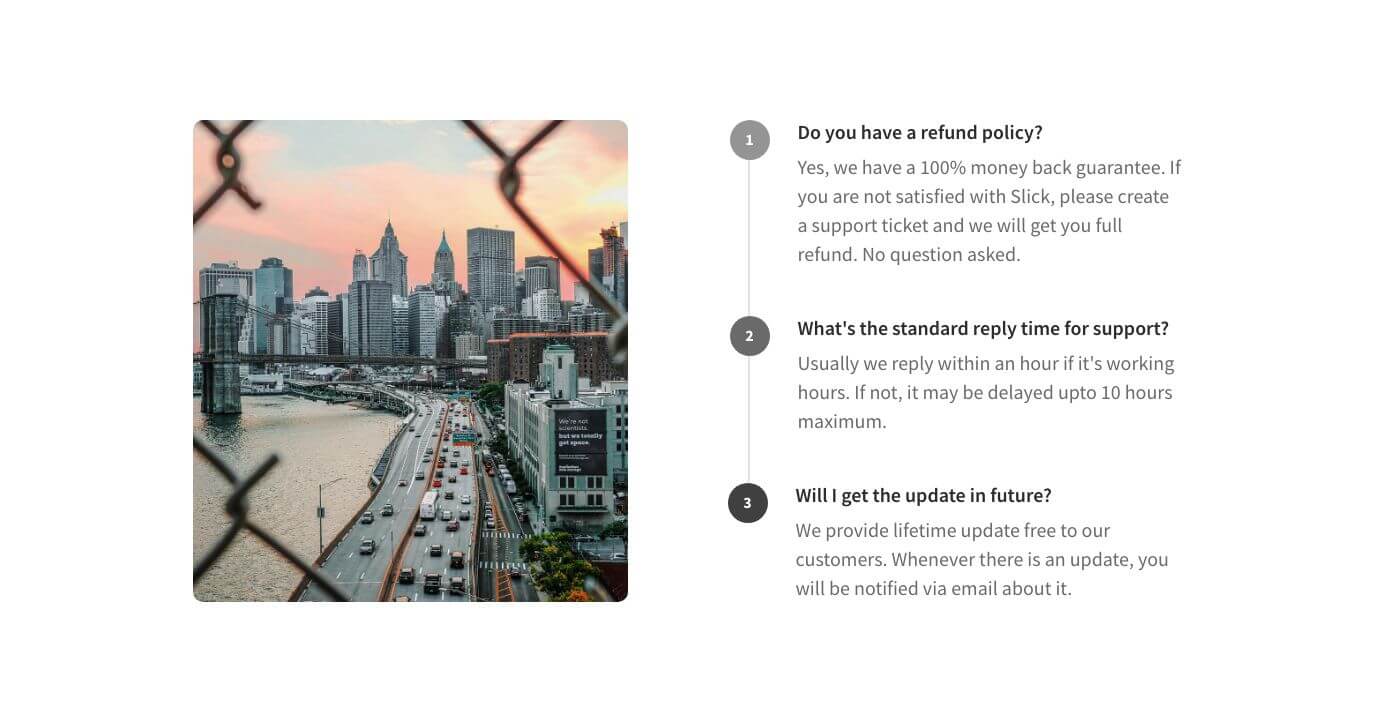 We're not
scientists.
but we totally
get space.
1
Do you have a refund policy?
Yes, we have a 100% money back guarantee. If
you are not satisfied with Slick, please create
a support ticket and we will get you full
refund. No question asked.
2
What's the standard reply time for support?
Usually we reply within an hour if it's working
hours. If not, it may be delayed upto 10 hours
maximum.
3
Will I get the update in future?
We provide lifetime update free to our
customers. Whenever there is an update, you
will be notified via email about it.